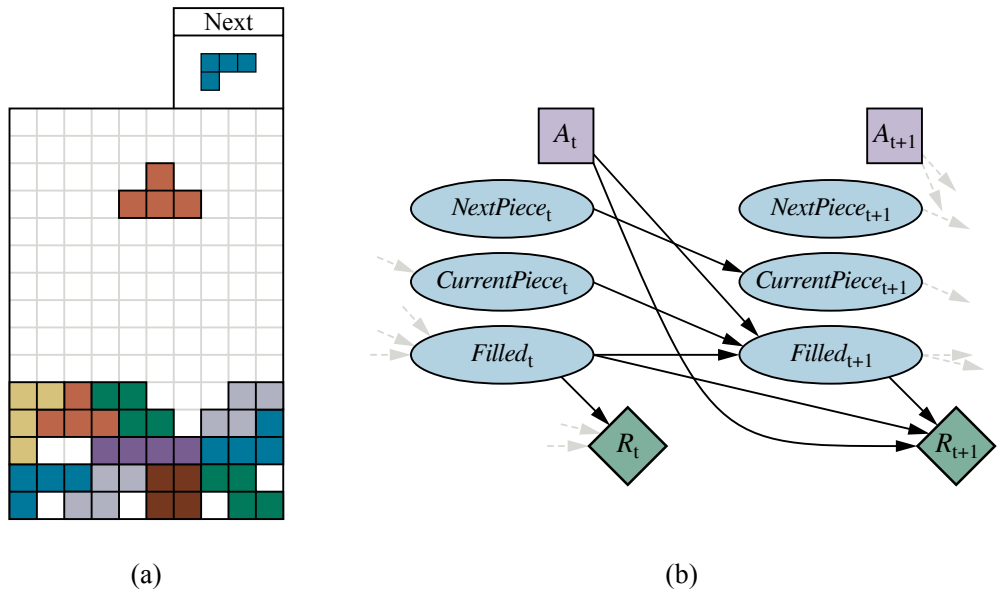 Next
A_t
A_t+1
NextPiece_t
NextPiece_t+1
CurrentPiece_t
CurrentPiece_t+1
Filled_t
Filled_t+1
R_t
R_t+1
(a)
(b)